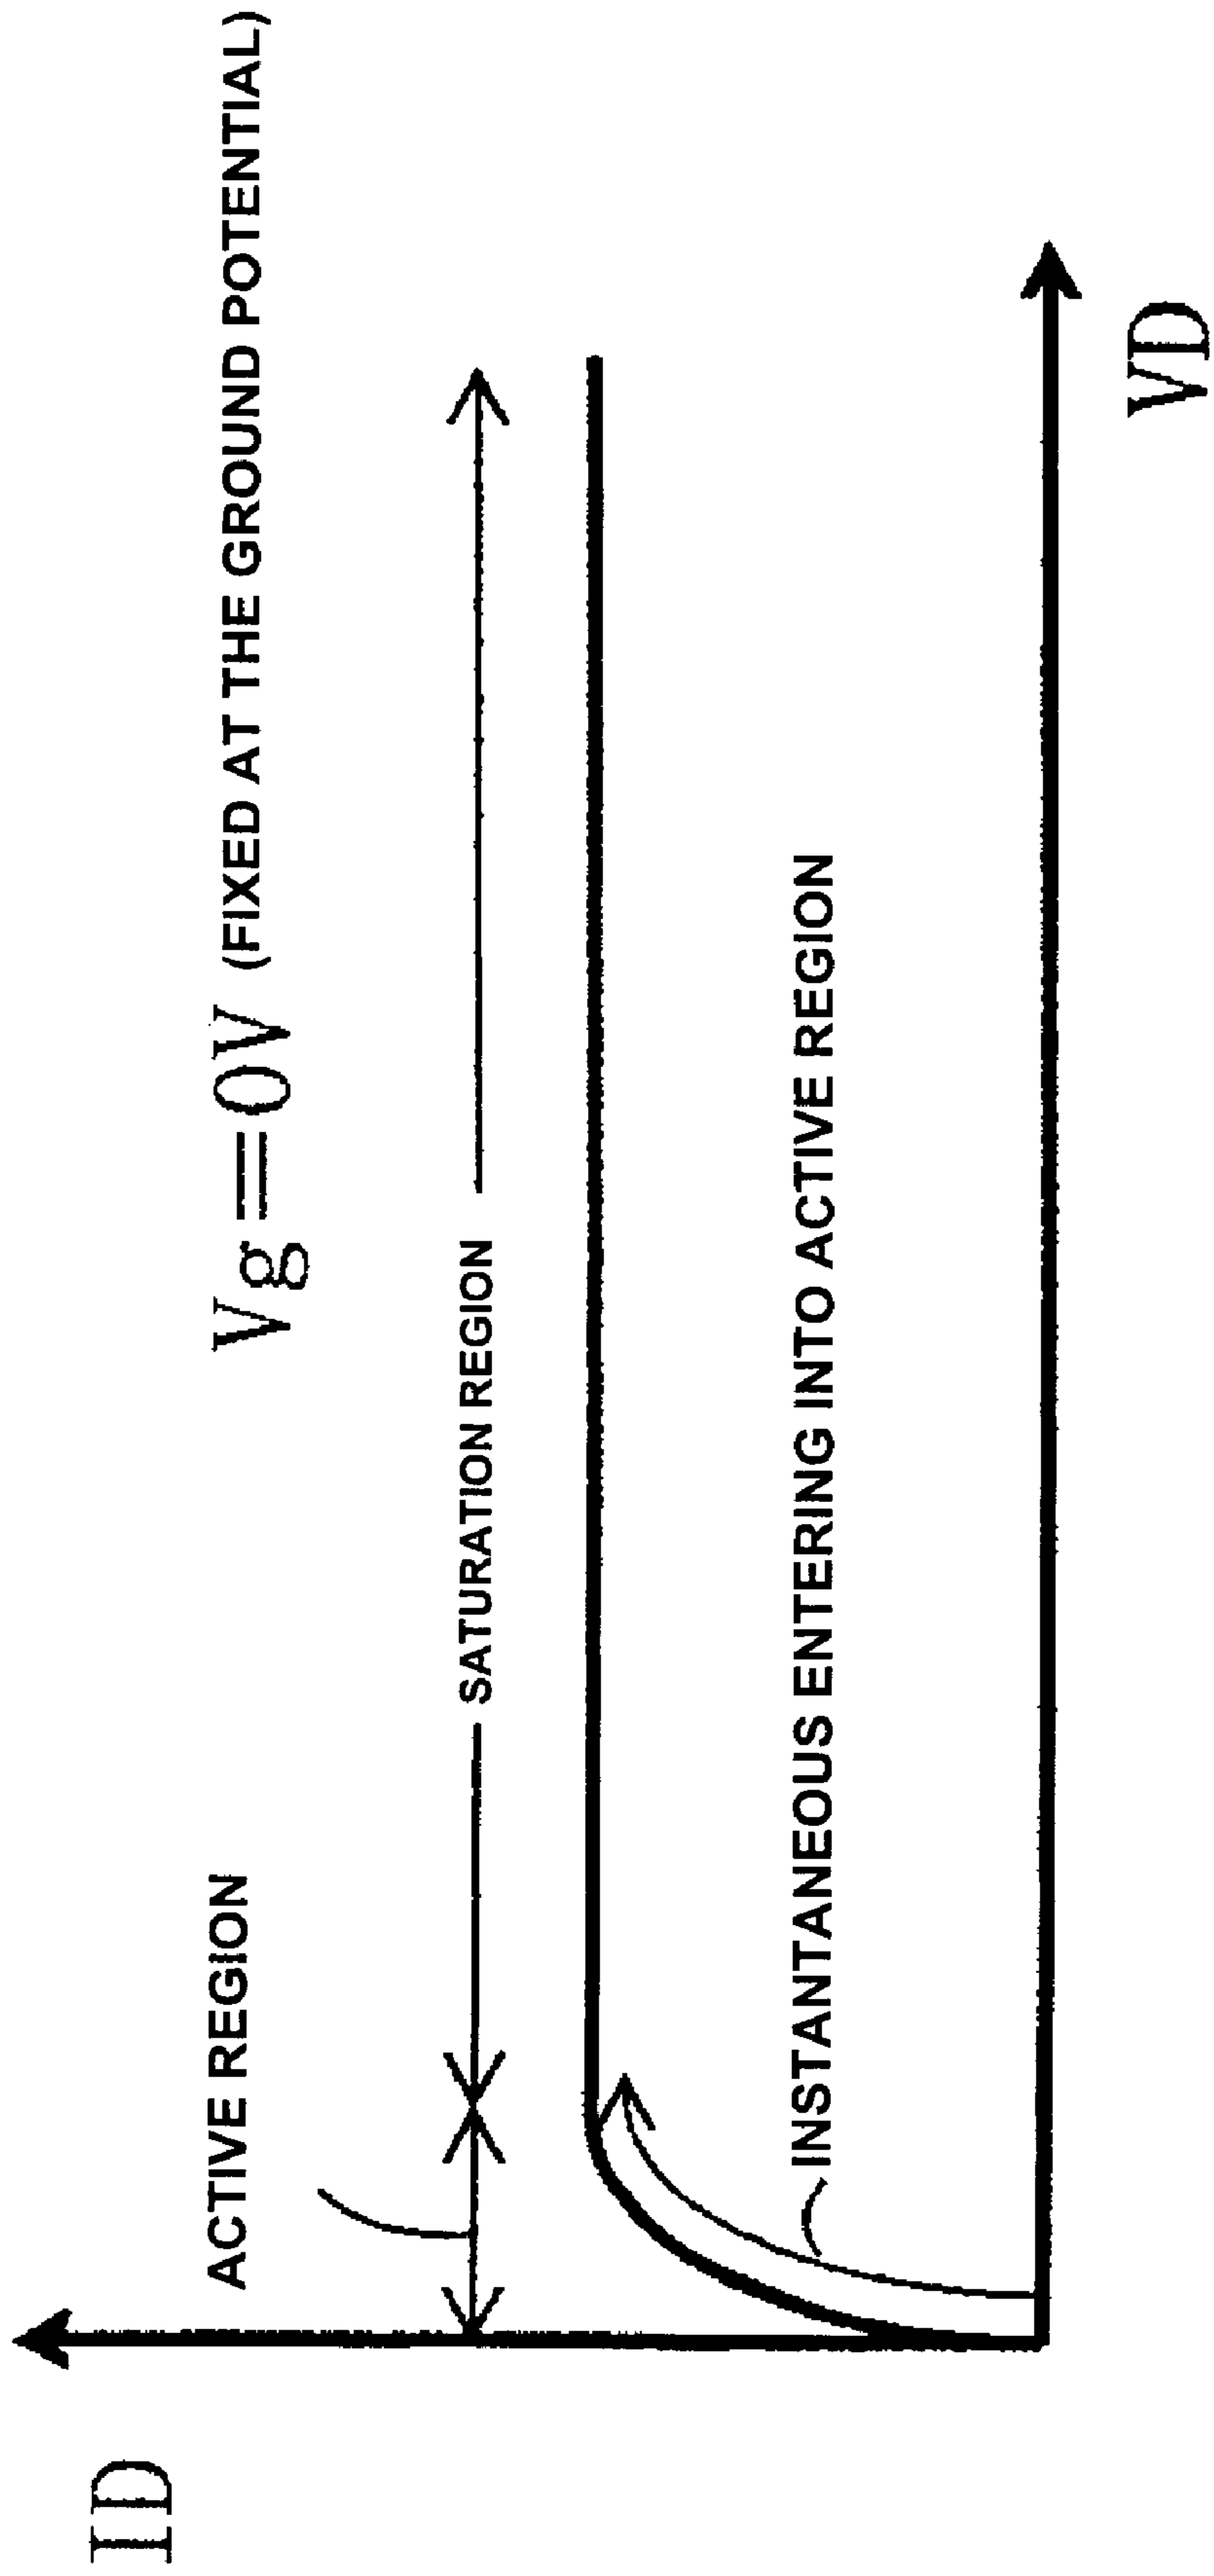 ID
ACTIVE REGION
Vg=0V (FIXED AT THE GROUND POTENTIAL)
SATURATION REGION
INSTANTANEOUS ENTERING INTO ACTIVE REGION
VD